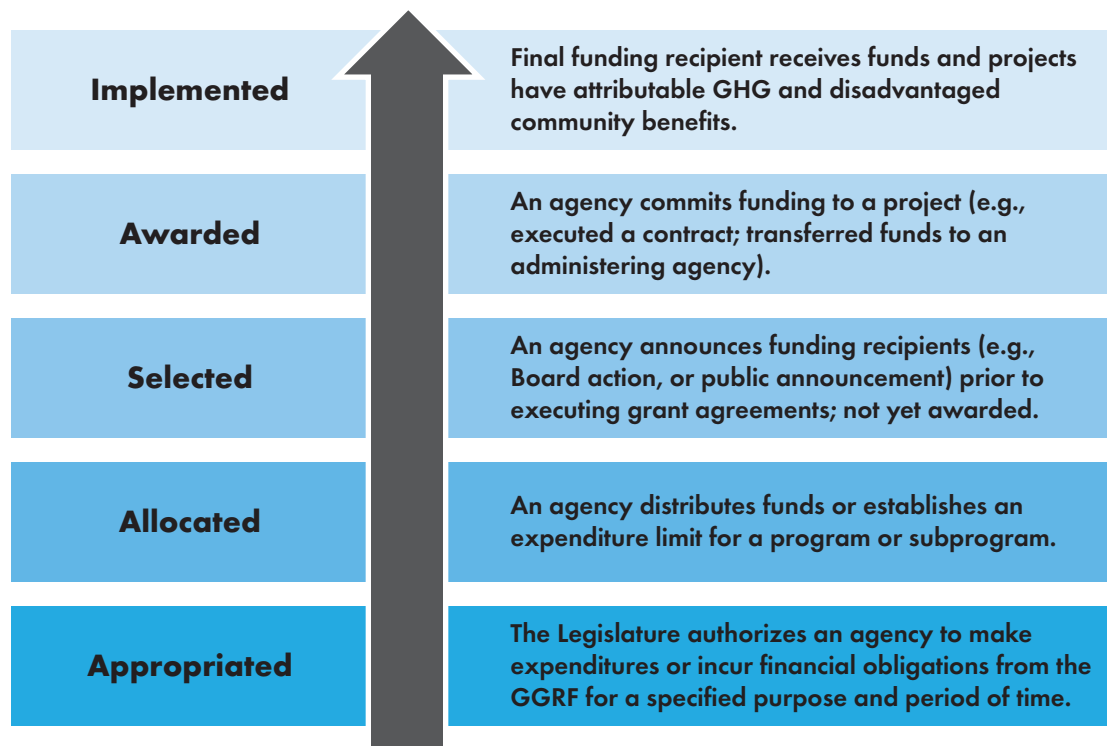 Implemented
Final funding recipient receives funds and projects
have attributable GHG and disadvantaged
community benefits.
Awarded
An agency commits funding to a project (e.g.,
executed a contract; transferred funds to an
administering agency).
Selected
An agency announces funding recipients (e.g.,
Board action, or public announcement) prior to
executing grant agreements; not yet awarded.
Allocated
An agency distributes funds or establishes an
expenditure limit for a program or subprogram.
Appropriated
The Legislature authorizes an agency to make
expenditures or incur financial obligations from the
GGRF for a specified purpose and period of time.